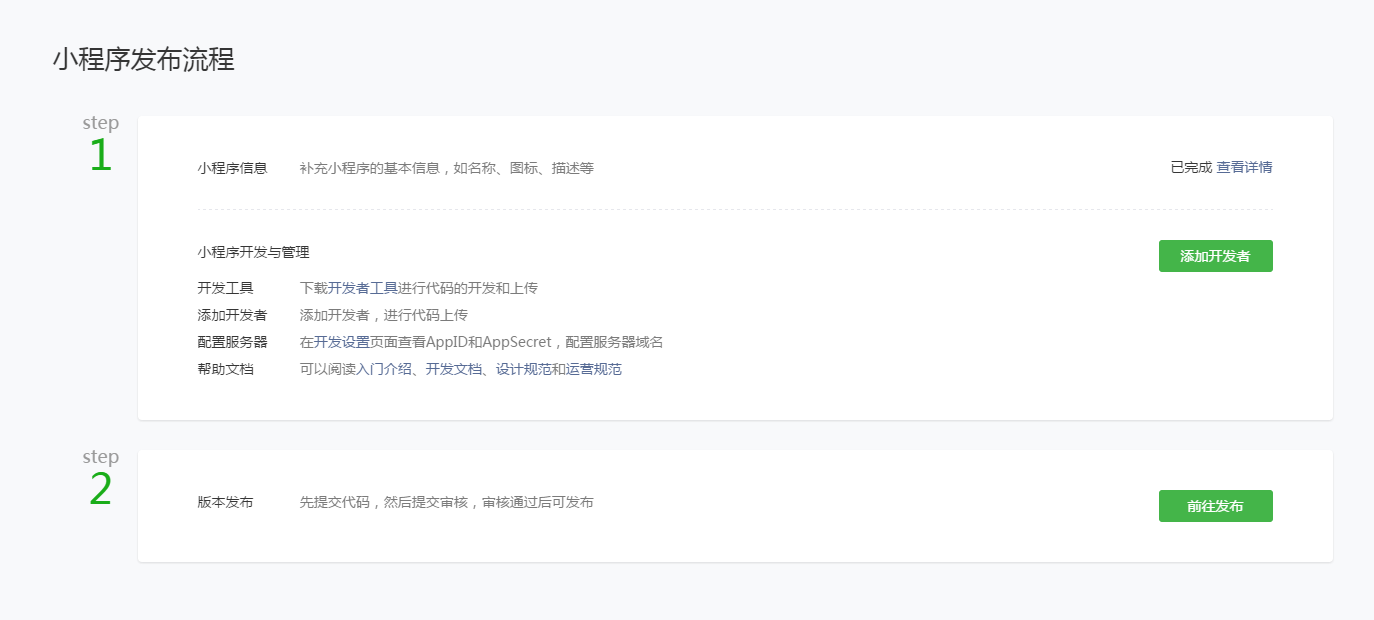 小程序发布流程
step
1
小程序信息 补充小程序的基本信息，如名称、图标、描述等 已完成 查看详情
小程序开发与管理 添加开发者
开发工具 下载开发者工具进行代码的开发和上传
添加开发者 添加开发者，进行代码上传
配置服务器 在开发设置页面查看AppID和AppSecret，配置服务器域名
帮助文档 可以阅读入门介绍、开发文档、设计规范和运营规范
step
2
版本发布 先提交代码，然后提交审核，审核通过后可发布 前往发布